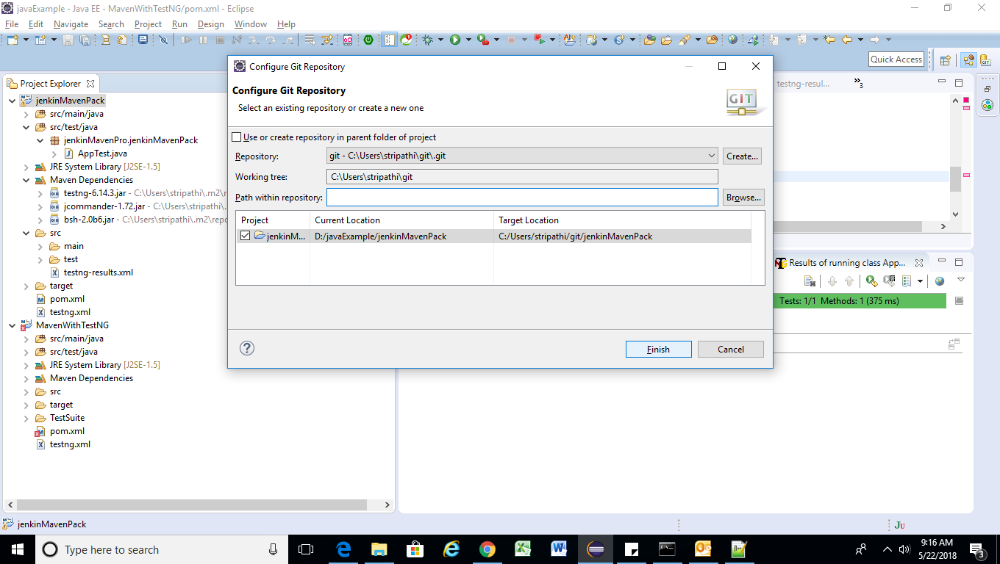 javaExample - Java EE - MavenWithTestNG/pom.xml - Eclipse
File Edit Navigate Search Project Run Design Window Help
Quick Access
GIT
Project Explorer
jenkinMavenPack
src/main/java
src/test/java
jenkinMavenPro.jenkinMavenPack
AppTest.java
JRE System Library [J2SE-1.5]
Maven Dependencies
testng-6.14.3.jar - C:\Users\stripathi\.m2\r
jcommander-1.72.jar - C:\Users\stripathi\.
bsh-2.0b6.jar - C:\Users\stripathi\.m2\repo
src
main
test
testng-results.xml
target
pom.xml
testng.xml
MavenWithTestNG
src/main/java
src/test/java
JRE System Library [J2SE-1.5]
Maven Dependencies
src
target
TestSuite
pom.xml
testng.xml
Configure Git Repository
Configure Git Repository
Select an existing repository or create a new one
GIT
Use or create repository in parent folder of project
Repository: git - C:\Users\stripathi\git\.git Create...
Working tree: C:\Users\stripathi\git
Path within repository: Browse...
Project Current Location Target Location
jenkinM... D:/javaExample/jenkinMavenPack C:/Users/stripathi/git/jenkinMavenPack
Finish Cancel
testng-resul... »3
Results of running class App...
Tests: 1/1 Methods: 1 (375 ms)
jenkinMavenPack
Ju
Type here to search
9:16 AM
5/22/2018
3